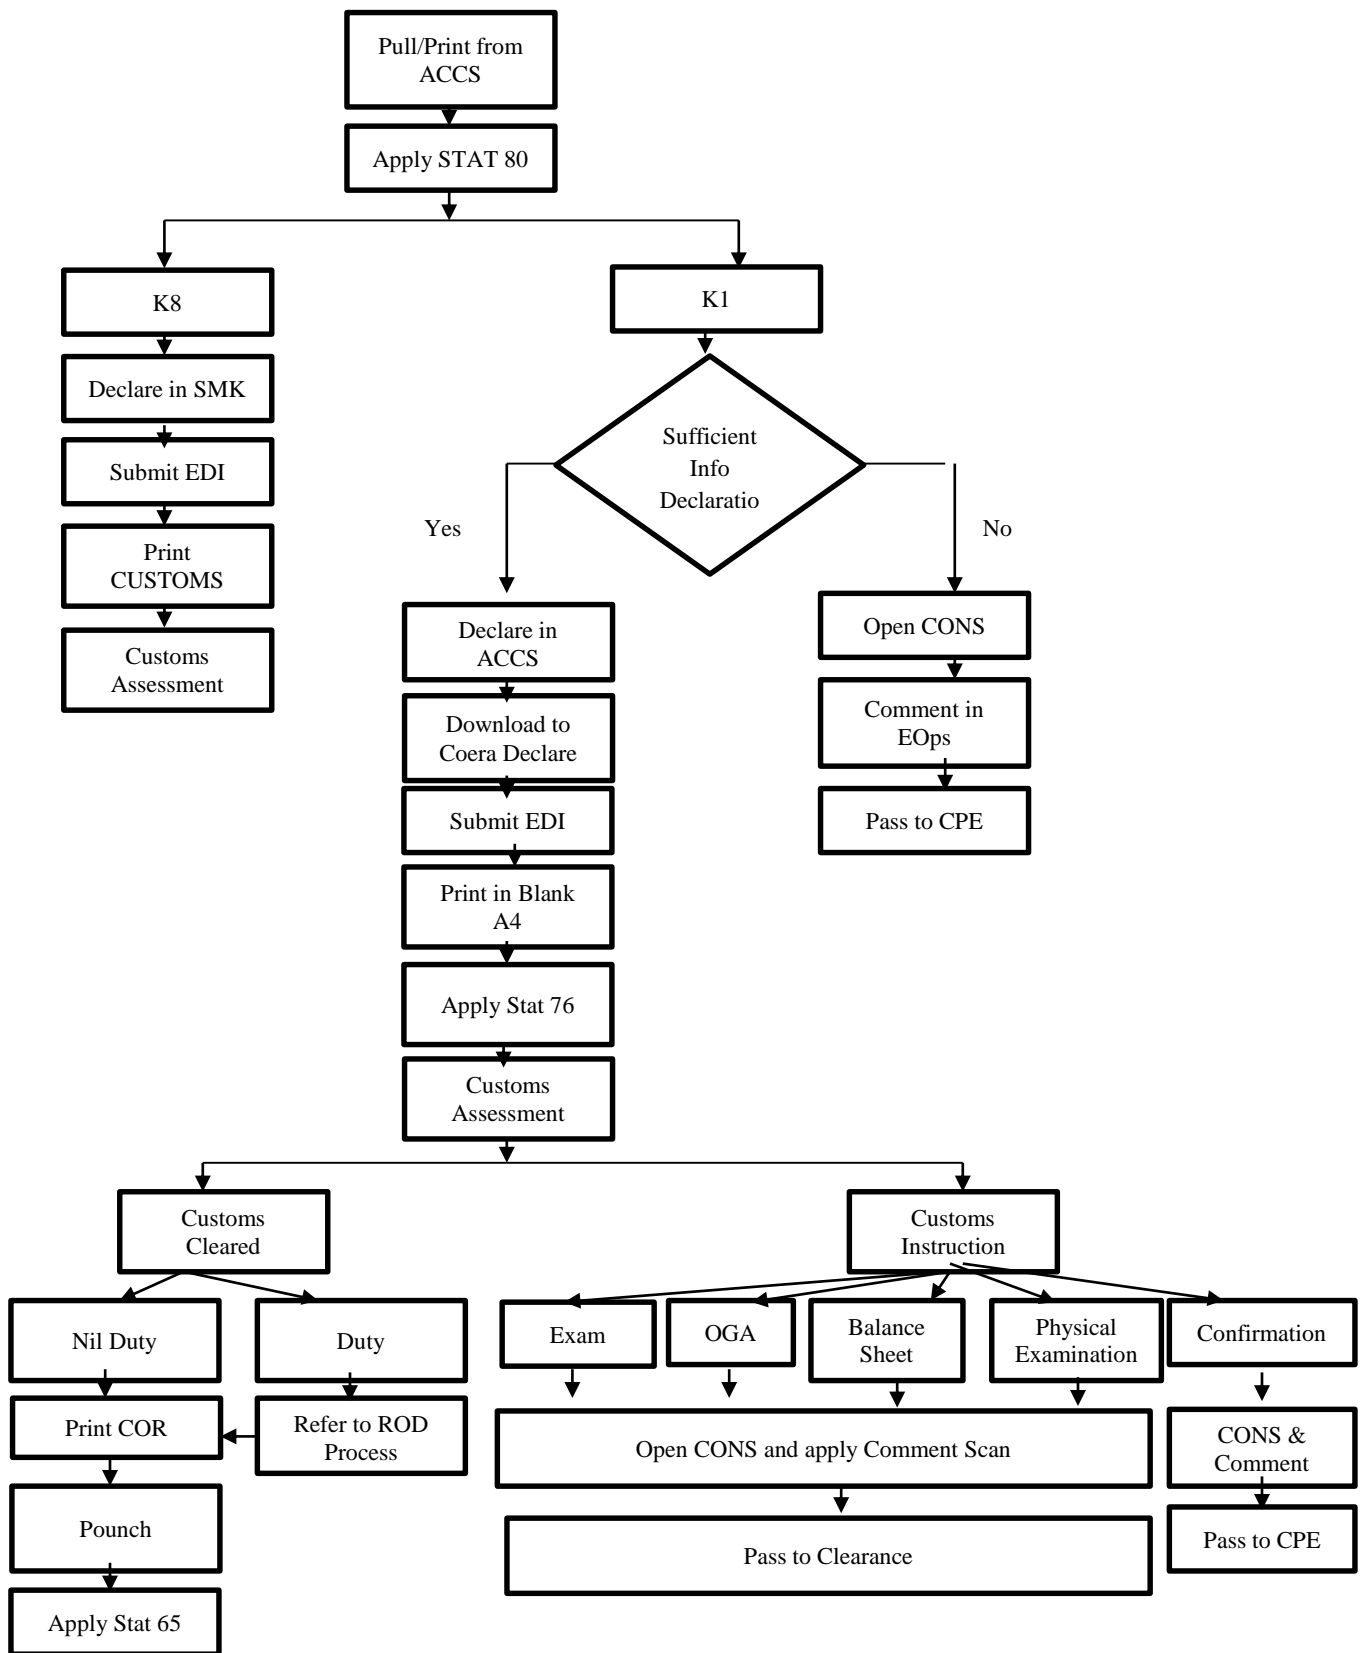 Pull/Print from
ACCS
Apply STAT 80
K8
K1
Declare in SMK
Submit EDI
Print
CUSTOMS
Customs
Assessment
Sufficient
Info
Declaratio
Yes
No
Declare in
ACCS
Download to
Coera Declare
Submit EDI
Print in Blank
A4
Apply Stat 76
Customs
Assessment
Open CONS
Comment in
EOps
Pass to CPE
Customs
Cleared
Customs
Instruction
Nil Duty
Duty
Exam
OGA
Balance
Sheet
Physical
Examination
Confirmation
Print COR
Refer to ROD
Process
Open CONS and apply Comment Scan
CONS &
Comment
Pounch
Pass to Clearance
Pass to CPE
Apply Stat 65